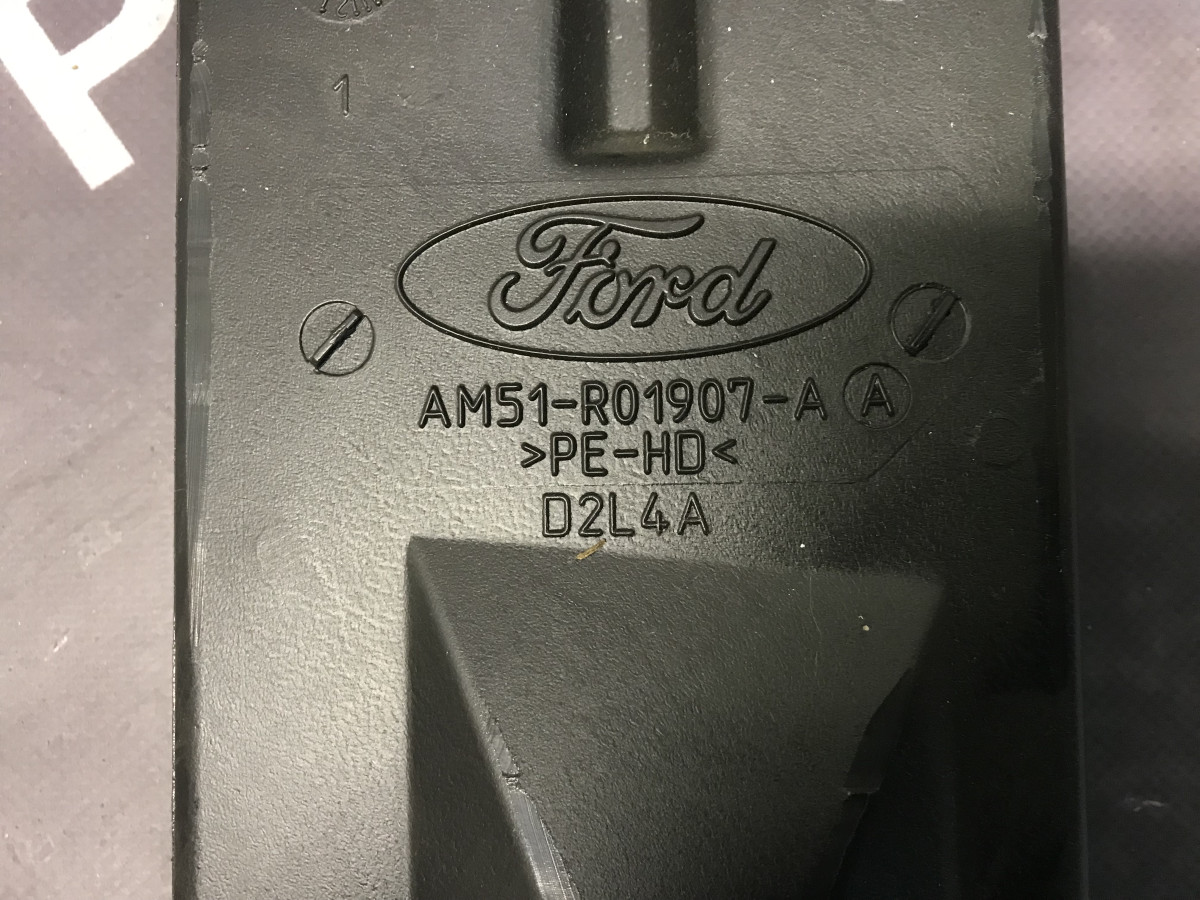 P
1
Ford
AM51-R01907-A A
>PE-HD<
D2L4A